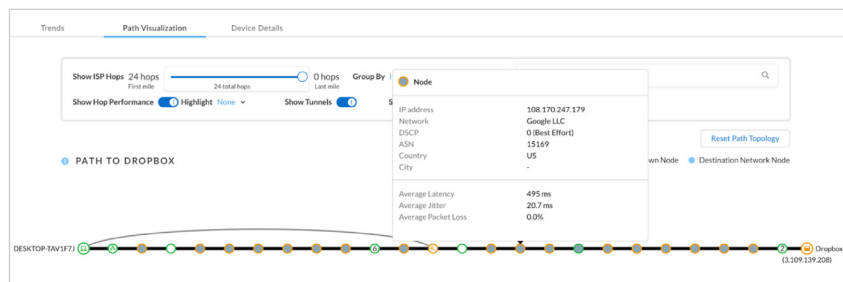 Trends Path Visualization Device Details
Show ISP Hops 24 hops 0 hops Group By
First mile 24 total hops Last mile
Show Hop Performance Highlight None Show Tunnels S
Node
IP address 108.170.247.179
Network Google LLC
DSCP 0 (Best Effort)
ASN 15169
Country US
City -
Average Latency 495 ms
Average Jitter 20.7 ms
Average Packet Loss 0.0%
Reset Path Topology
PATH TO DROPBOX
wn Node Destination Network Node
DESKTOP-TAV1F7J 6 2 Dropbox
(3.109.139.208)